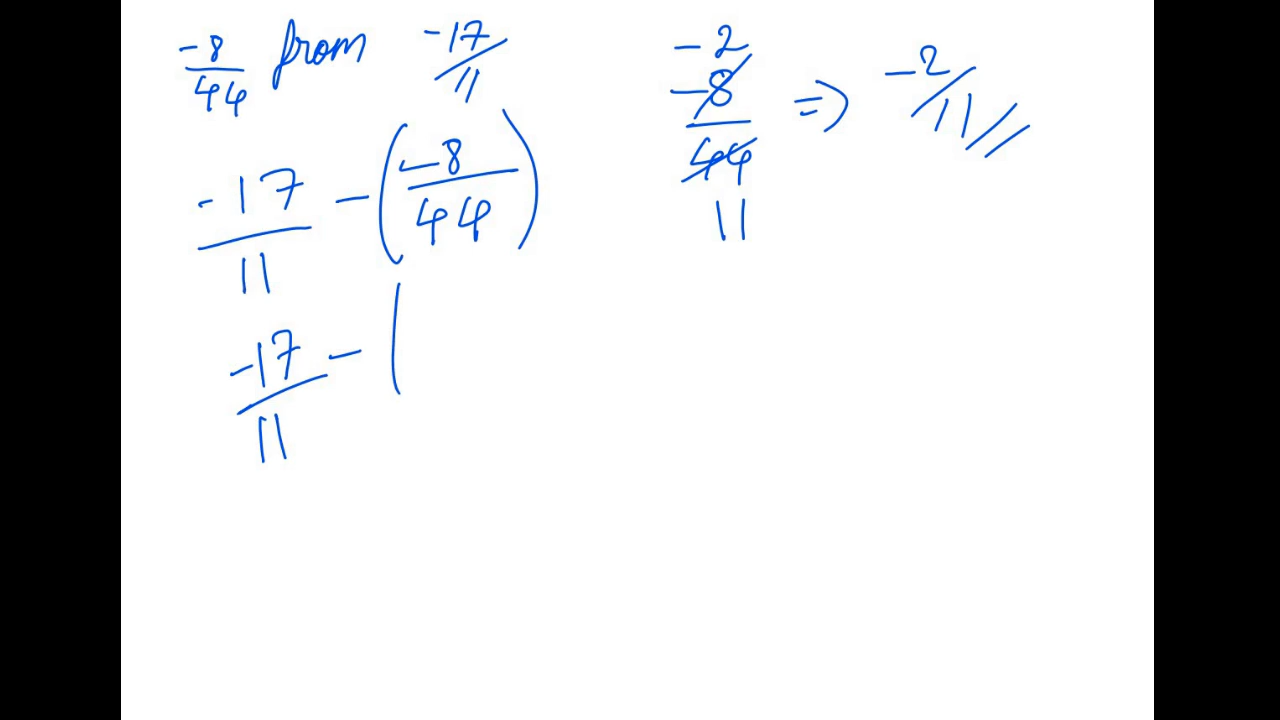 -8/44 from -17/11
-17/11 - (-8/44)
-17/11 - (
-2
-8/44 => -2/11
11